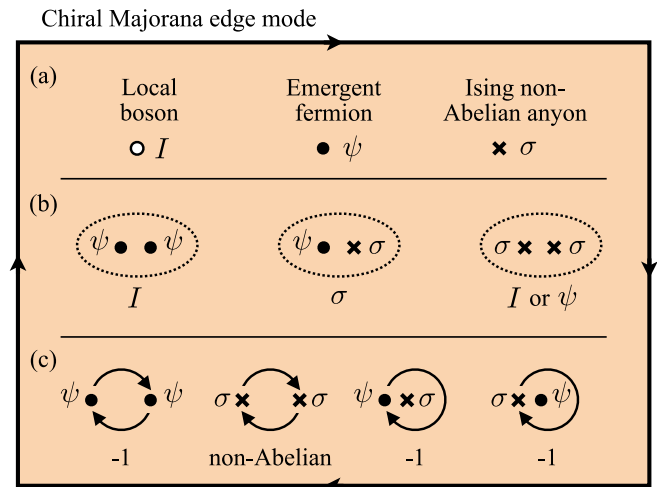 Chiral Majorana edge mode
(a)
Local
boson
I
Emergent
fermion
ψ
Ising non-
Abelian anyon
σ
(b)
ψ ψ
I
ψ σ
σ
σ σ
I or ψ
(c)
ψ ψ
-1
σ σ
non-Abelian
ψ σ
-1
σ ψ
-1